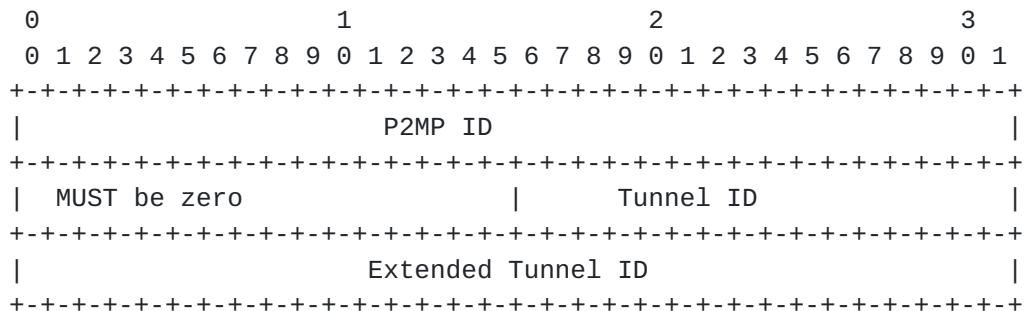 0                   1                   2                   3
 0 1 2 3 4 5 6 7 8 9 0 1 2 3 4 5 6 7 8 9 0 1 2 3 4 5 6 7 8 9 0 1
+-+-+-+-+-+-+-+-+-+-+-+-+-+-+-+-+-+-+-+-+-+-+-+-+-+-+-+-+-+-+-+-+
|                       P2MP ID                                 |
+-+-+-+-+-+-+-+-+-+-+-+-+-+-+-+-+-+-+-+-+-+-+-+-+-+-+-+-+-+-+-+-+
|  MUST be zero                 |      Tunnel ID                |
+-+-+-+-+-+-+-+-+-+-+-+-+-+-+-+-+-+-+-+-+-+-+-+-+-+-+-+-+-+-+-+-+
|                      Extended Tunnel ID                       |
+-+-+-+-+-+-+-+-+-+-+-+-+-+-+-+-+-+-+-+-+-+-+-+-+-+-+-+-+-+-+-+-+